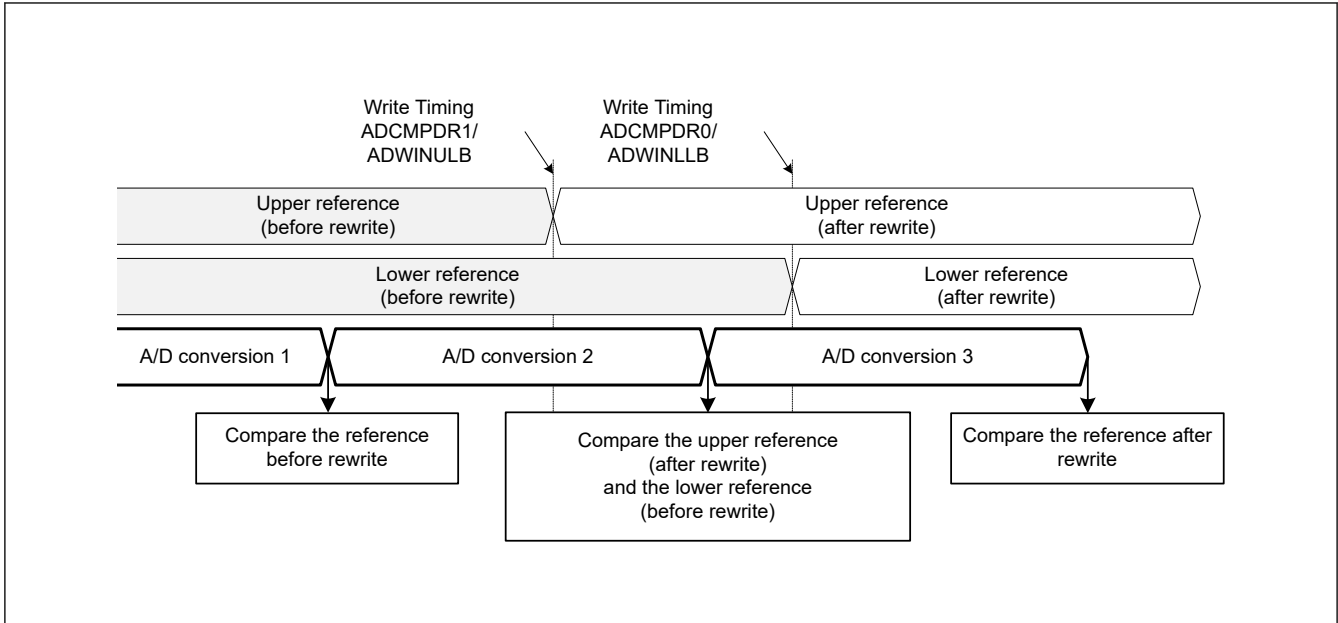 Write Timing
ADCMPDR1/
ADWINULB
Write Timing
ADCMPDR0/
ADWINLLB
Upper reference
(before rewrite)
Upper reference
(after rewrite)
Lower reference
(before rewrite)
Lower reference
(after rewrite)
A/D conversion 1
A/D conversion 2
A/D conversion 3
Compare the reference
before rewrite
Compare the upper reference
(after rewrite)
and the lower reference
(before rewrite)
Compare the reference after
rewrite